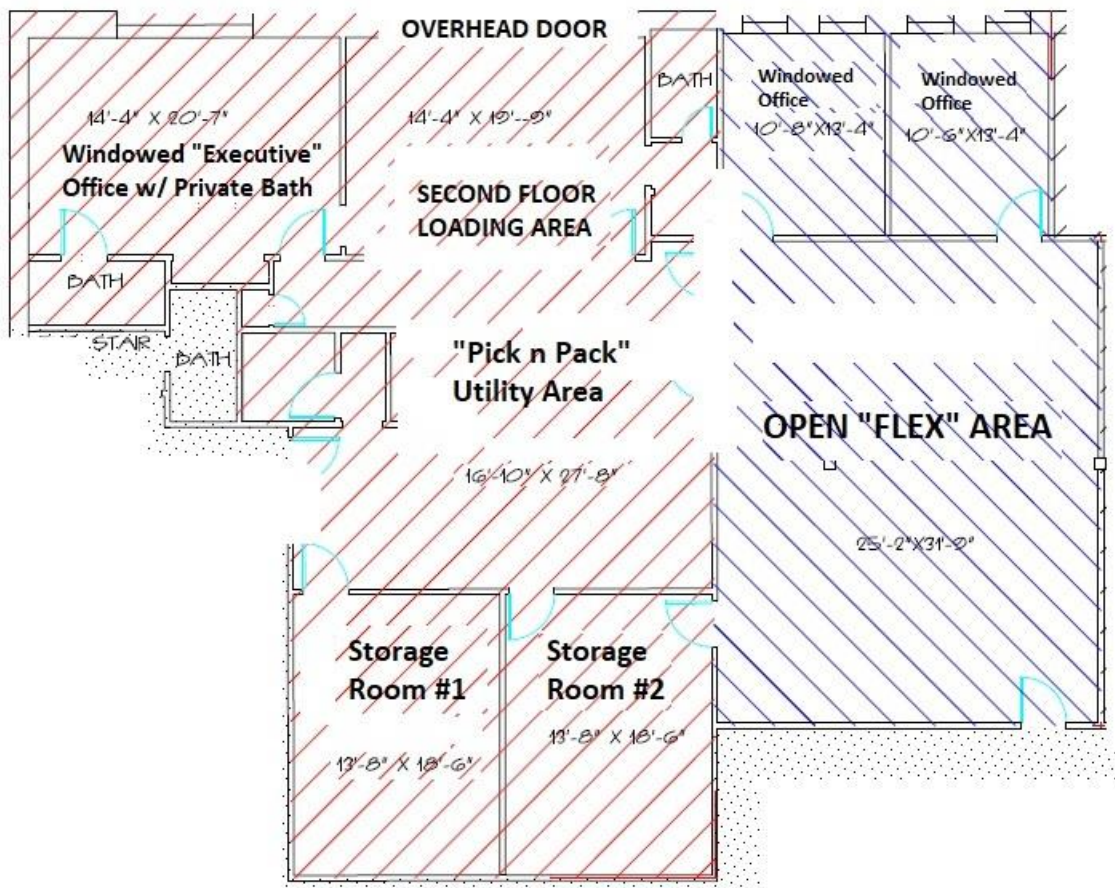 OVERHEAD DOOR
BATH
Windowed
Office
10'-8"X13'-4"
Windowed
Office
10'-6"X13'-4"
14'-4" X 20'-7"
Windowed "Executive"
Office w/ Private Bath
14'-4" X 19'--9"
SECOND FLOOR
LOADING AREA
BATH
STAIR
BATH
"Pick n Pack"
Utility Area
16'-10" X 27'-8"
OPEN "FLEX" AREA
25'-2"X31'-9"
Storage
Room #1
13'-8" X 18'-6"
Storage
Room #2
13'-8" X 18'-6"